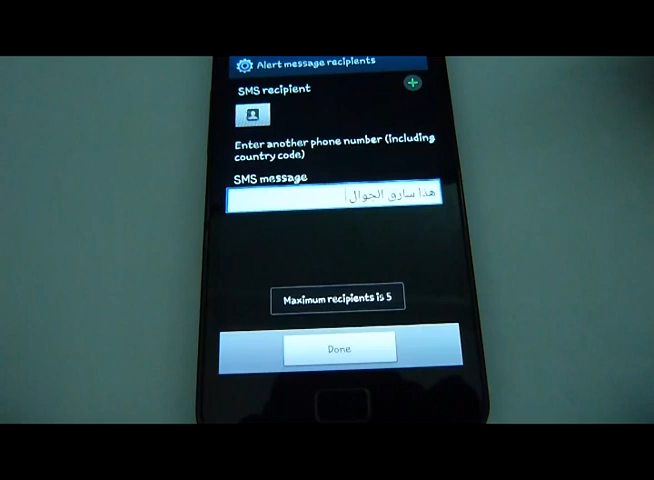 Alert message recipients
SMS recipient
Enter another phone number (including
country code)
SMS message
هذا سارق الجوال
Maximum recipients is 5
Done